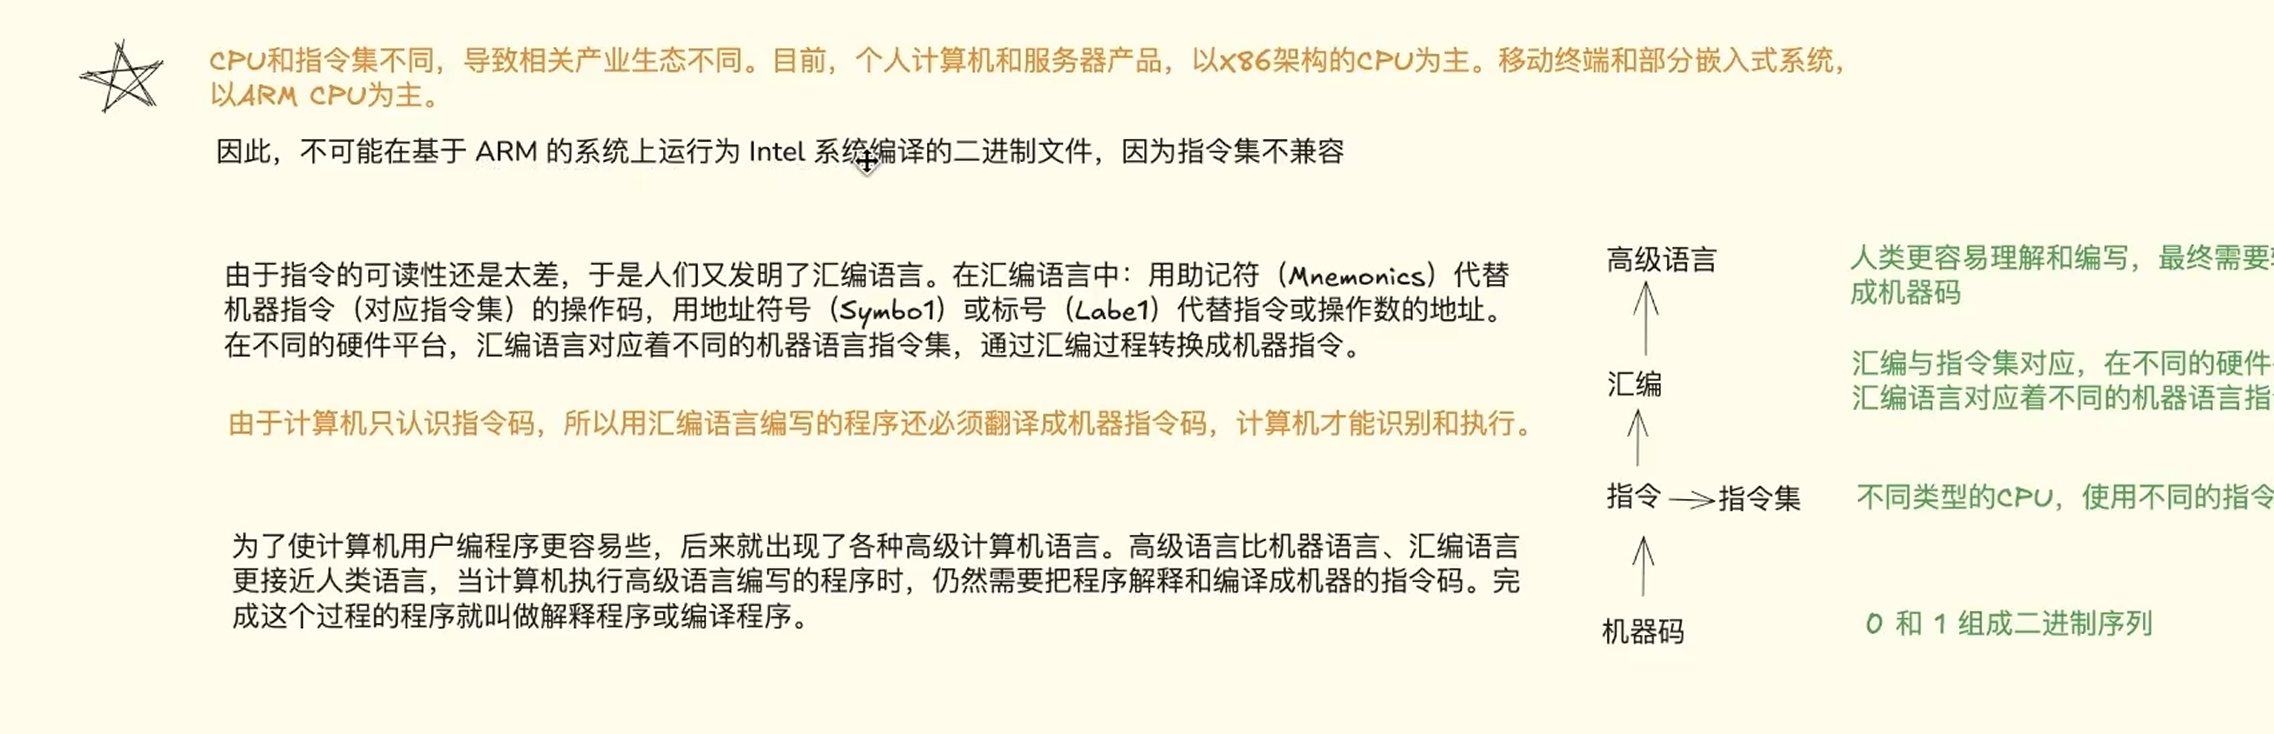 CPU和指令集不同，导致相关产业生态不同。目前，个人计算机和服务器产品，以X86架构的CPU为主。移动终端和部分嵌入式系统，
以ARM CPU为主。
因此，不可能在基于 ARM 的系统上运行为 Intel 系统编译的二进制文件，因为指令集不兼容
由于指令的可读性还是太差，于是人们又发明了汇编语言。在汇编语言中：用助记符（Mnemonics）代替
机器指令（对应指令集）的操作码，用地址符号（Symbo1）或标号（Labe1）代替指令或操作数的地址。
在不同的硬件平台，汇编语言对应着不同的机器语言指令集，通过汇编过程转换成机器指令。
由于计算机只认识指令码，所以用汇编语言编写的程序还必须翻译成机器指令码，计算机才能识别和执行。
为了使计算机用户编程序更容易些，后来就出现了各种高级计算机语言。高级语言比机器语言、汇编语言
更接近人类语言，当计算机执行高级语言编写的程序时，仍然需要把程序解释和编译成机器的指令码。完
成这个过程的程序就叫做解释程序或编译程序。
高级语言
人类更容易理解和编写，最终需要
成机器码
汇编
汇编与指令集对应，在不同的硬件
汇编语言对应着不同的机器语言指
指令
指令集
不同类型的CPU，使用不同的指令
机器码
0 和 1 组成二进制序列